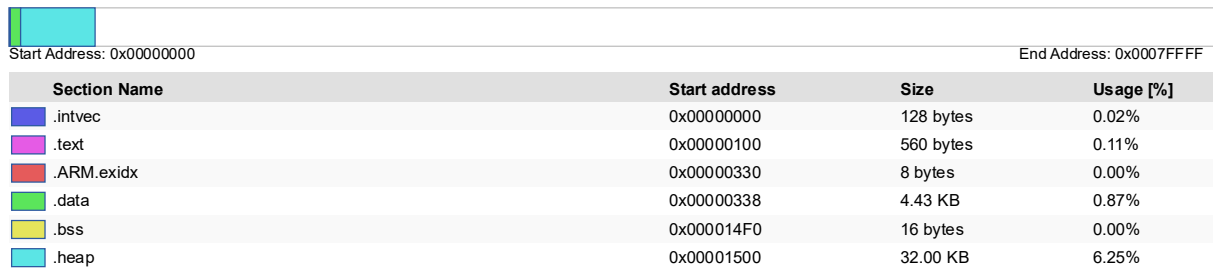 Start Address: 0x00000000 End Address: 0x0007FFFF
Section Name Start address Size Usage [%]
.intvec 0x00000000 128 bytes 0.02%
.text 0x00000100 560 bytes 0.11%
.ARM.exidx 0x00000330 8 bytes 0.00%
.data 0x00000338 4.43 KB 0.87%
.bss 0x000014F0 16 bytes 0.00%
.heap 0x00001500 32.00 KB 6.25%